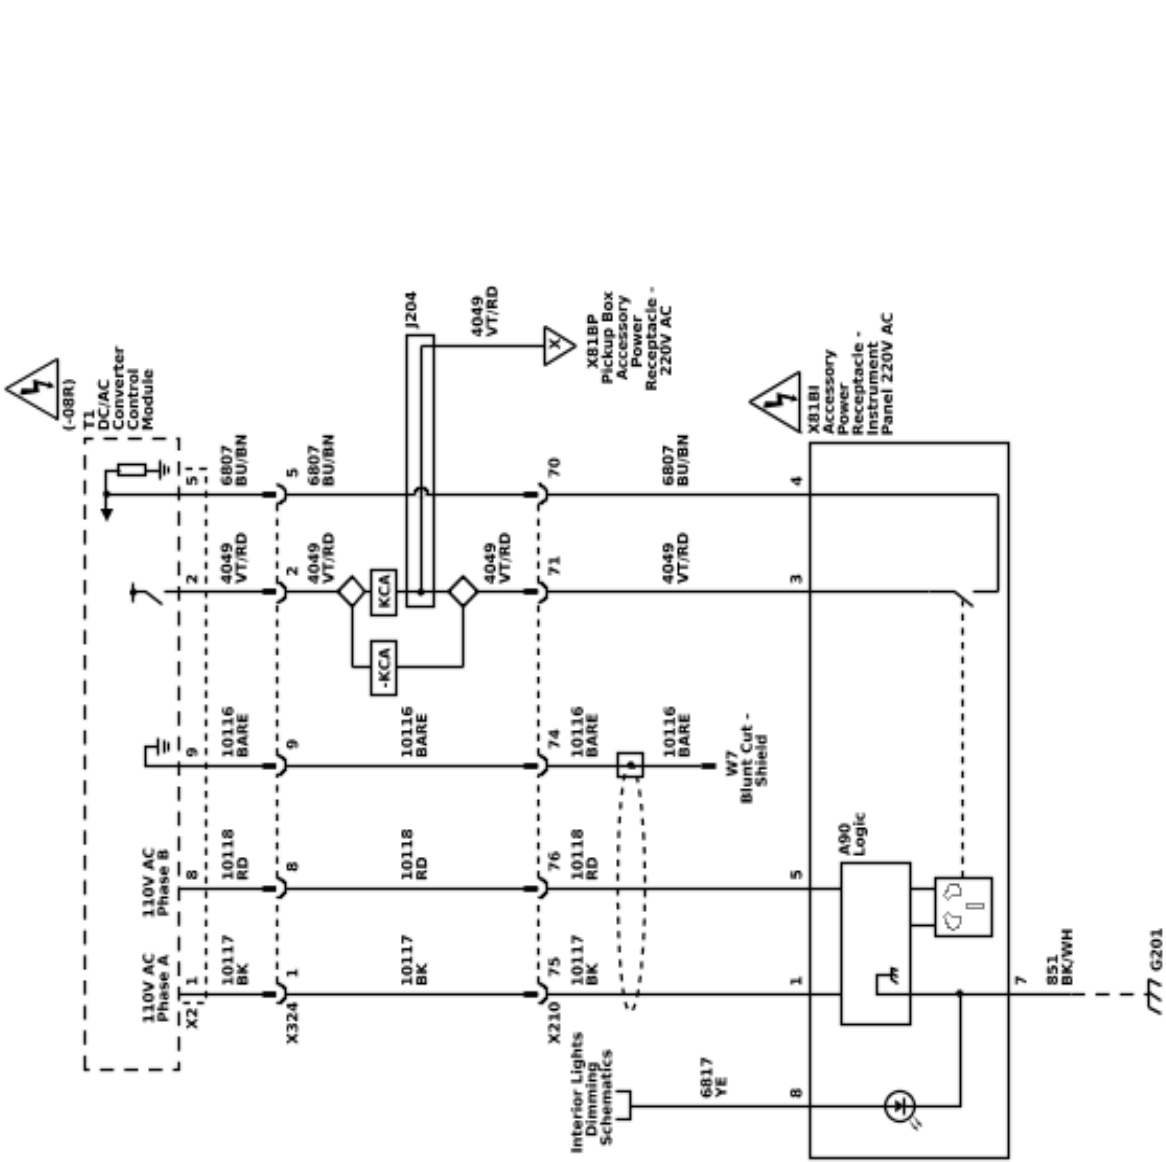 (-08R)
T1
DC/AC
Converter
Control
Module
110V AC
Phase A
110V AC
Phase B
X2
1
8
9
2
5
10117
BK
10118
RD
10116
BARE
4049
VT/RD
6807
BU/BN
X324
1
8
9
2
5
4049
VT/RD
6807
BU/BN
-KCA
KCA
J204
10117
BK
10118
RD
10116
BARE
4049
VT/RD
4049
VT/RD
X
X210
75
76
74
71
70
Interior Lights
Dimming
Schematics
10117
BK
10118
RD
10116
BARE
X81BP
Pickup Box
Accessory
Power
Receptacle -
220V AC
6817
YE
10116
BARE
4049
VT/RD
6807
BU/BN
W7
Blunt Cut -
Shield
8
1
5
3
4
X81BI
Accessory
Power
Receptacle -
Instrument
Panel 220V AC
A90
Logic
7
851
BK/WH
G201